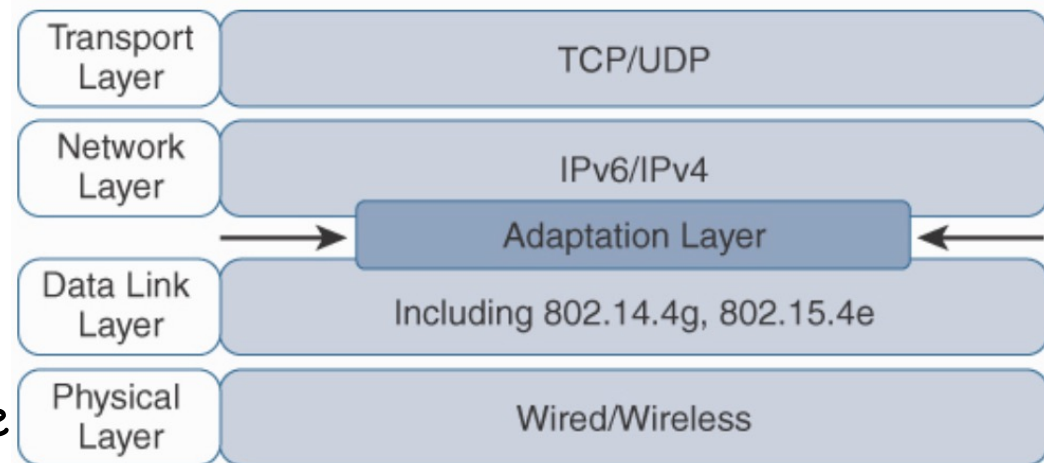 Transport
Layer
TCP/UDP
Network
Layer
IPv6/IPv4
Adaptation Layer
Data Link
Layer
Including 802.14.4g, 802.15.4e
Physical
Layer
Wired/Wireless
e